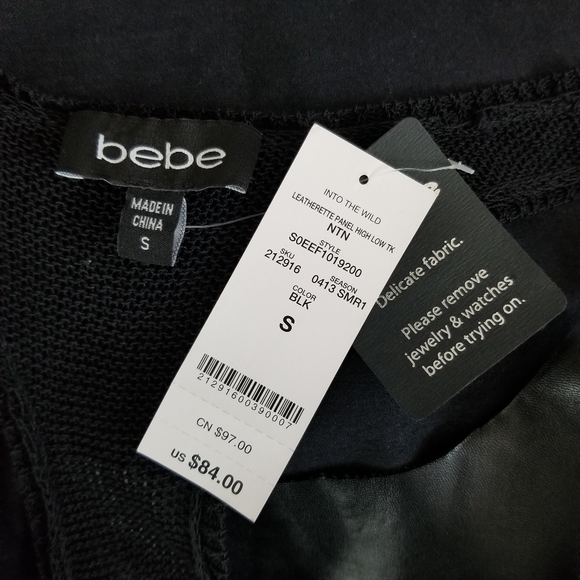 bebe
MADE IN
CHINA
S
INTO THE WILD
LEATHERETTE PANEL HIGH LOW TK
NTN
STYLE
S0EEF1019200
SKU SEASON
212916 0413 SMR1
COLOR
BLK
S
21291600390007
CN $97.00
US $84.00
Delicate fabric.
Please remove
jewelry & watches
before trying on.